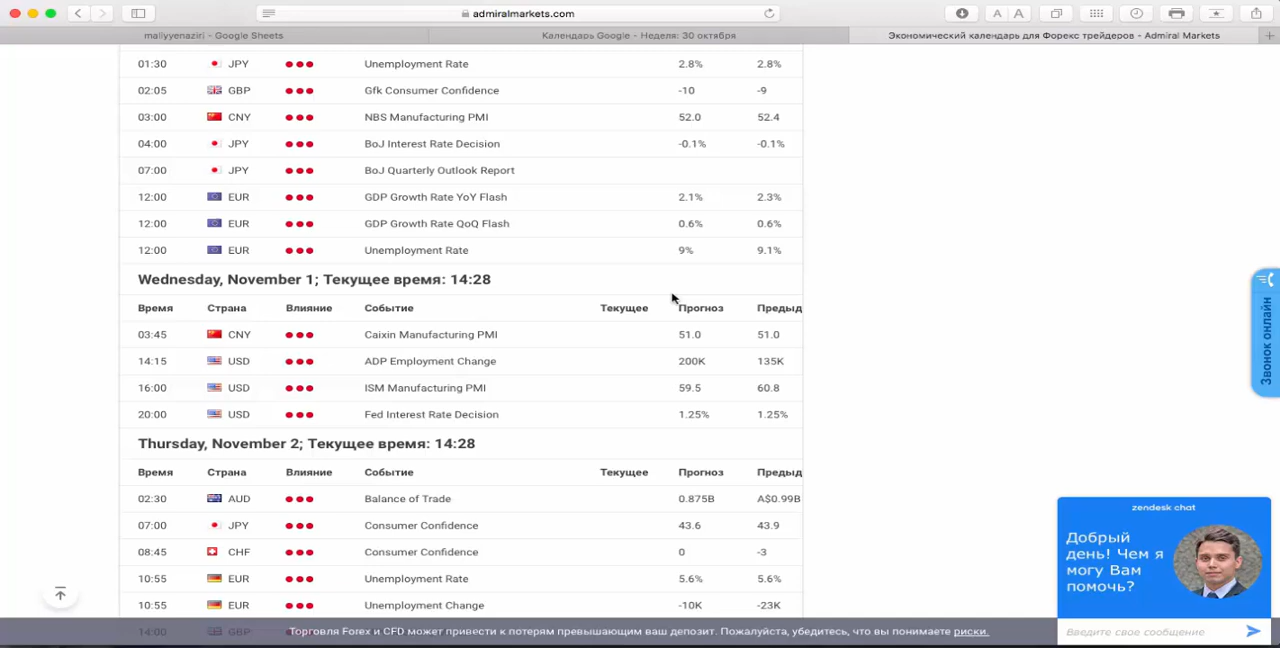 admiralmarkets.com
A A
maliyyenaziri - Google Sheets
Календарь Google - Неделя: 30 октября
Экономический календарь для Форекс трейдеров - Admiral Markets
01:30 JPY Unemployment Rate 2.8% 2.8%
02:05 GBP Gfk Consumer Confidence -10 -9
03:00 CNY NBS Manufacturing PMI 52.0 52.4
04:00 JPY BoJ Interest Rate Decision -0.1% -0.1%
07:00 JPY BoJ Quarterly Outlook Report
12:00 EUR GDP Growth Rate YoY Flash 2.1% 2.3%
12:00 EUR GDP Growth Rate QoQ Flash 0.6% 0.6%
12:00 EUR Unemployment Rate 9% 9.1%
Wednesday, November 1; Текущее время: 14:28
Время Страна Влияние Событие Текущее Прогноз Предыд
03:45 CNY Caixin Manufacturing PMI 51.0 51.0
14:15 USD ADP Employment Change 200K 135K
16:00 USD ISM Manufacturing PMI 59.5 60.8
20:00 USD Fed Interest Rate Decision 1.25% 1.25%
Thursday, November 2; Текущее время: 14:28
Время Страна Влияние Событие Текущее Прогноз Предыд
02:30 AUD Balance of Trade 0.875B A$0.99B
07:00 JPY Consumer Confidence 43.6 43.9
08:45 CHF Consumer Confidence 0 -3
10:55 EUR Unemployment Rate 5.6% 5.6%
10:55 EUR Unemployment Change -10K -23K
14:00 GBP
Торговля Forex и CFD может привести к потерям превышающим ваш депозит. Пожалуйста, убедитесь, что вы понимаете риски.
Звонок онлайн
zendesk chat
Добрый
день! Чем я
могу Вам
помочь?
Введите свое сообщение